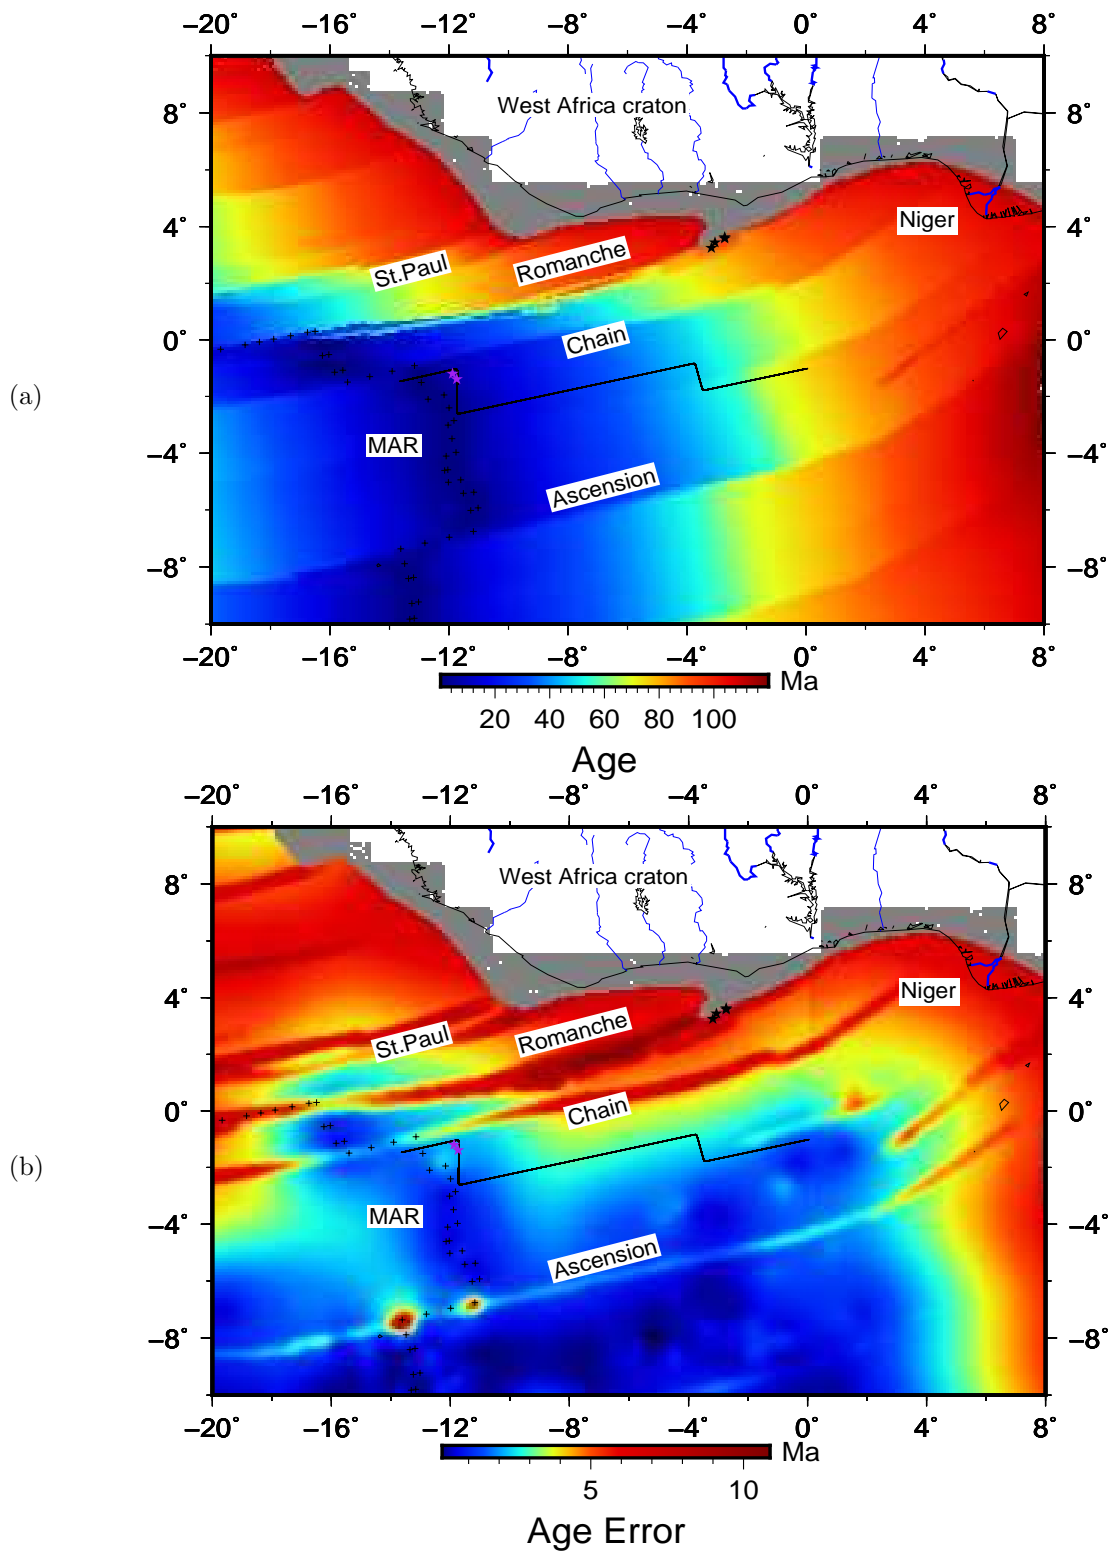 −20° −16° −12° −8° −4° 0° 4° 8°
West Africa craton
8° 8°
4° Niger 4°
St.Paul Romanche
0° Chain 0°
(a)
−4° MAR −4°
Ascension
−8° −8°
−20° −16° −12° −8° −4° 0° 4° 8°
Ma
20 40 60 80 100
Age
−20° −16° −12° −8° −4° 0° 4° 8°
West Africa craton
8° 8°
4° Niger 4°
St.Paul Romanche
0° Chain 0°
(b)
−4° MAR −4°
Ascension
−8° −8°
−20° −16° −12° −8° −4° 0° 4° 8°
Ma
5 10
Age Error